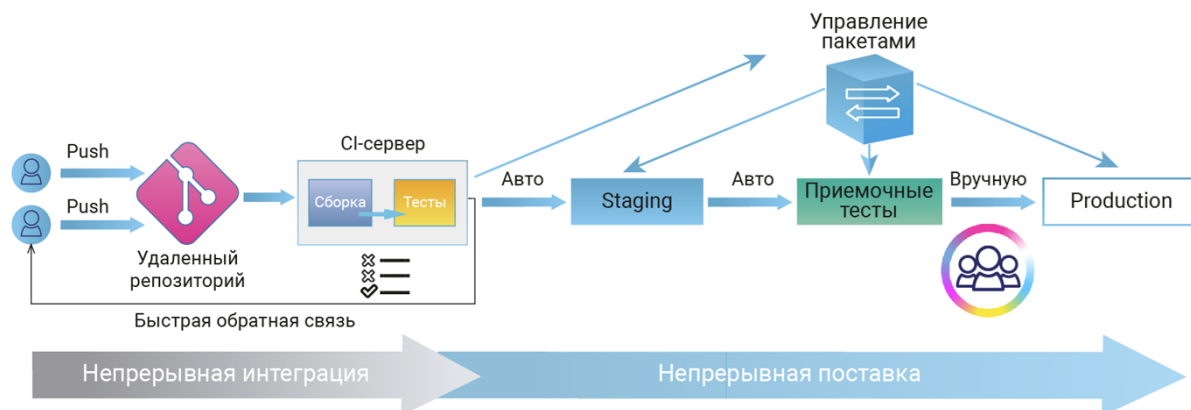 Управление
пакетами
CI-сервер
Push
Push
Сборка
Тесты
Авто
Staging
Авто
Приемочные
тесты
Вручную
Production
Удаленный
репозиторий
Быстрая обратная связь
Непрерывная интеграция
Непрерывная поставка